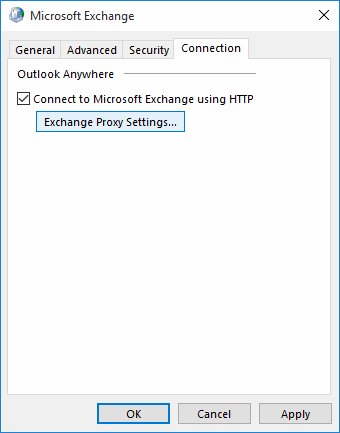 Microsoft Exchange
General Advanced Security Connection
Outlook Anywhere
Connect to Microsoft Exchange using HTTP
Exchange Proxy Settings...
OK Cancel Apply